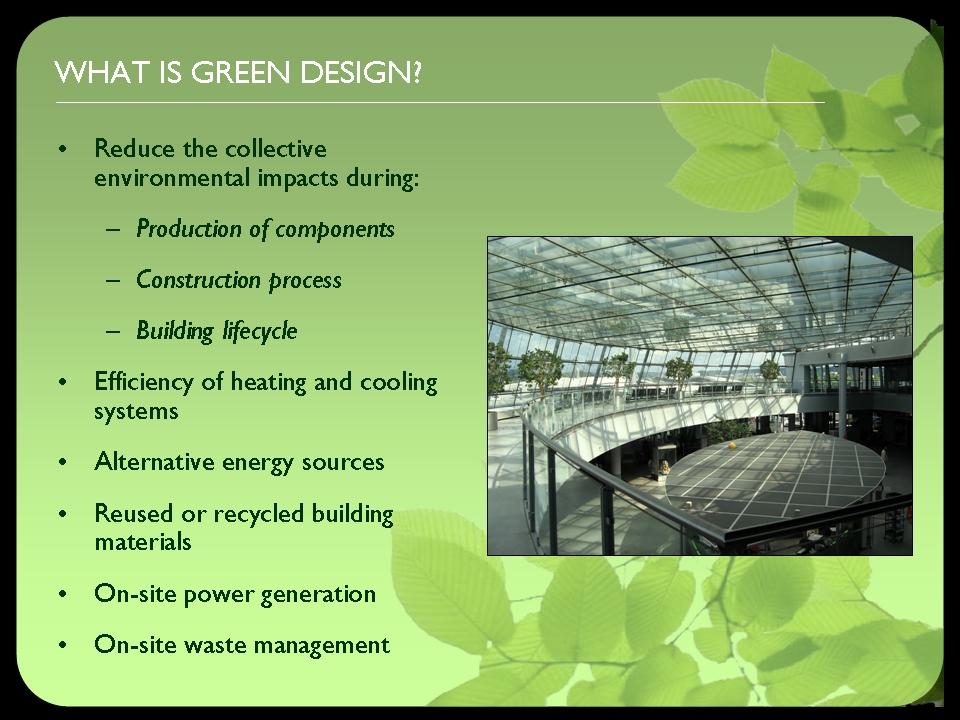 WHAT IS GREEN DESIGN?
• Reduce the collective
environmental impacts during:
– Production of components
– Construction process
– Building lifecycle
• Efficiency of heating and cooling
systems
• Alternative energy sources
• Reused or recycled building
materials
• On-site power generation
• On-site waste management